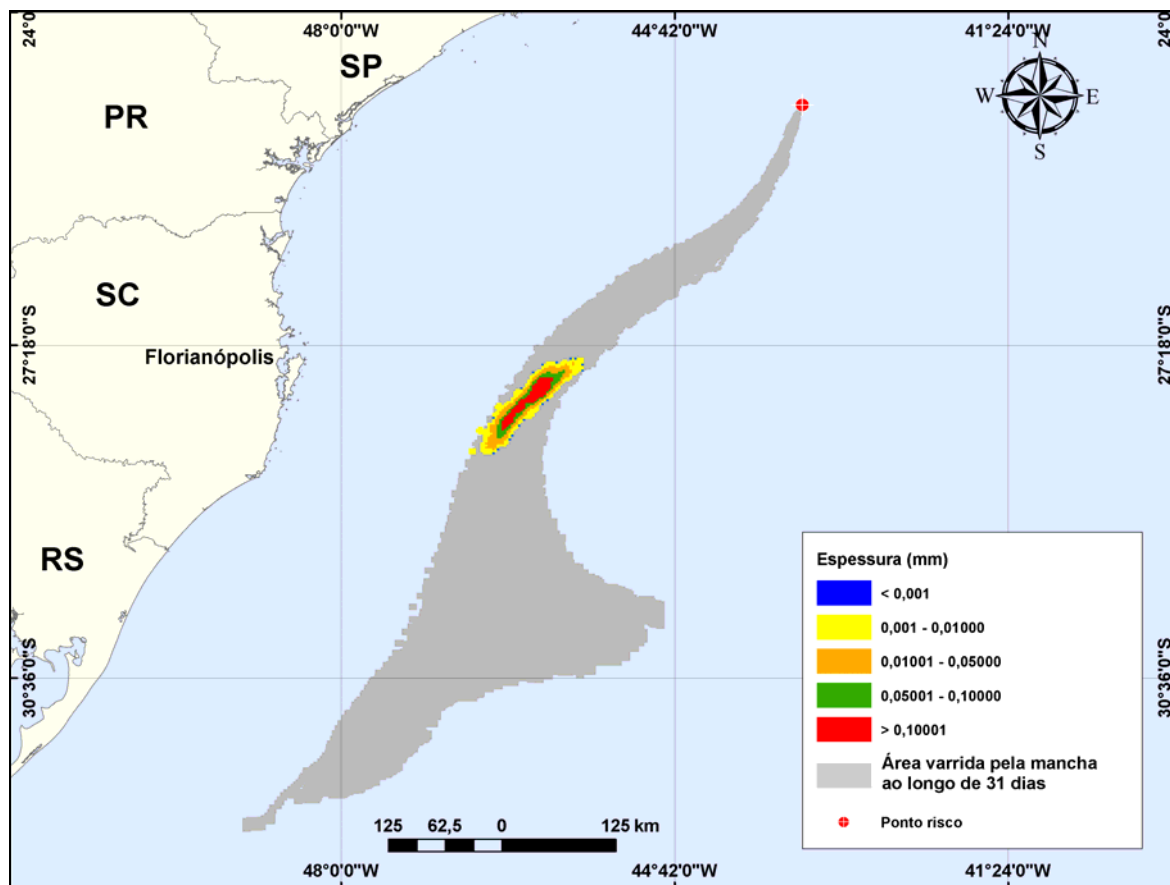 48°0'0"W
44°42'0"W
41°24'0"W
24°0
24°0
N
W
E
S
SP
PR
SC
Florianópolis
RS
27°18'0"S
27°18'0"S
30°36'0"S
30°36'0"S
Espessura (mm)
< 0,001
0,001 - 0,01000
0,01001 - 0,05000
0,05001 - 0,10000
> 0,10001
Área varrida pela mancha
ao longo de 31 dias
Ponto risco
125 62,5 0 125 km
48°0'0"W
44°42'0"W
41°24'0"W